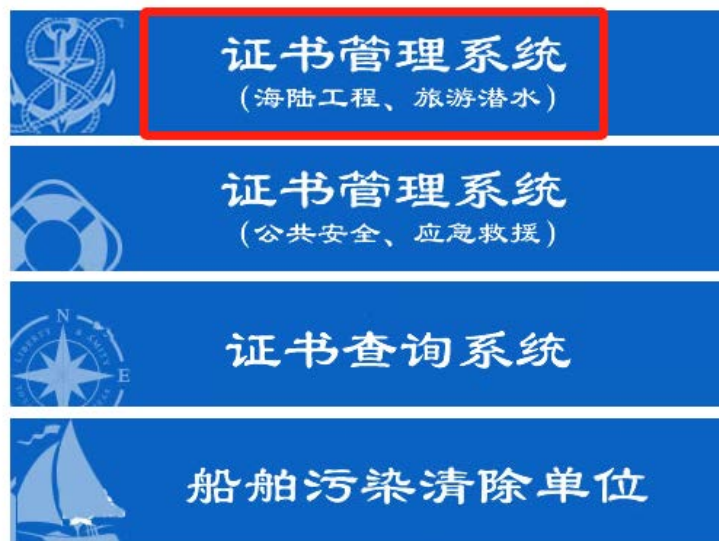 证书管理系统
(海陆工程、旅游潜水)
证书管理系统
(公共安全、应急救援)
N
LIBERTY & AMITY
E
证书查询系统
船舶污染清除单位